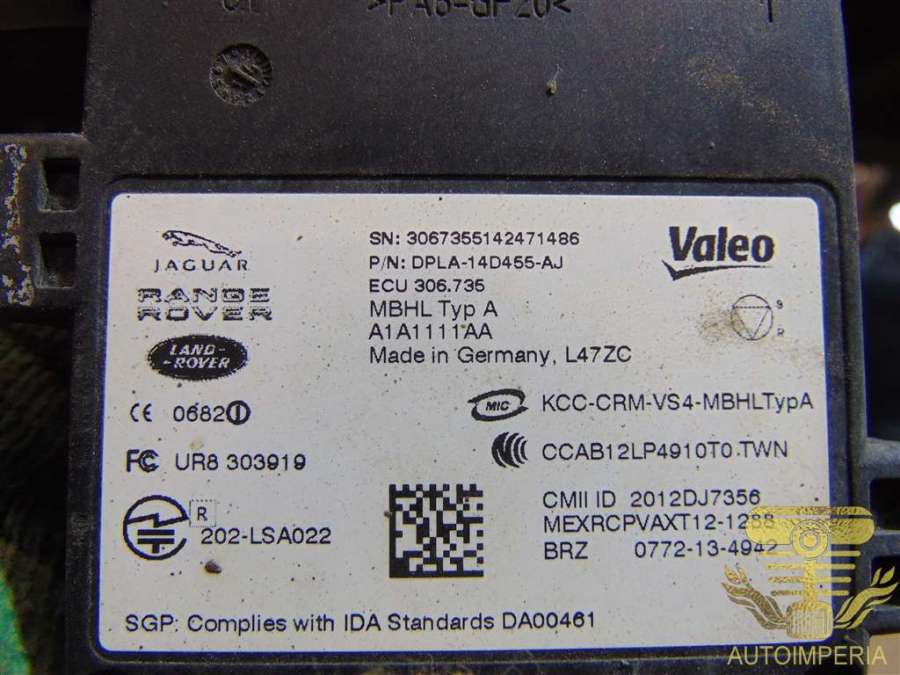 >PA6-GF20<
JAGUAR
RANGE
ROVER
LAND-
-ROVER
SN: 3067355142471486
P/N: DPLA-14D455-AJ
ECU 306.735
MBHL Typ A
A1A1111AA
Made in Germany, L47ZC
Valeo
S
R
CE 0682
FC UR8 303919
R
202-LSA022
MIC KCC-CRM-VS4-MBHLTypA
CCAB12LP4910T0.TWN
CMII ID 2012DJ7356
MEXRCPVAXT12-1288
BRZ 0772-13-4942
SGP: Complies with IDA Standards DA00461
AUTOIMPERIA